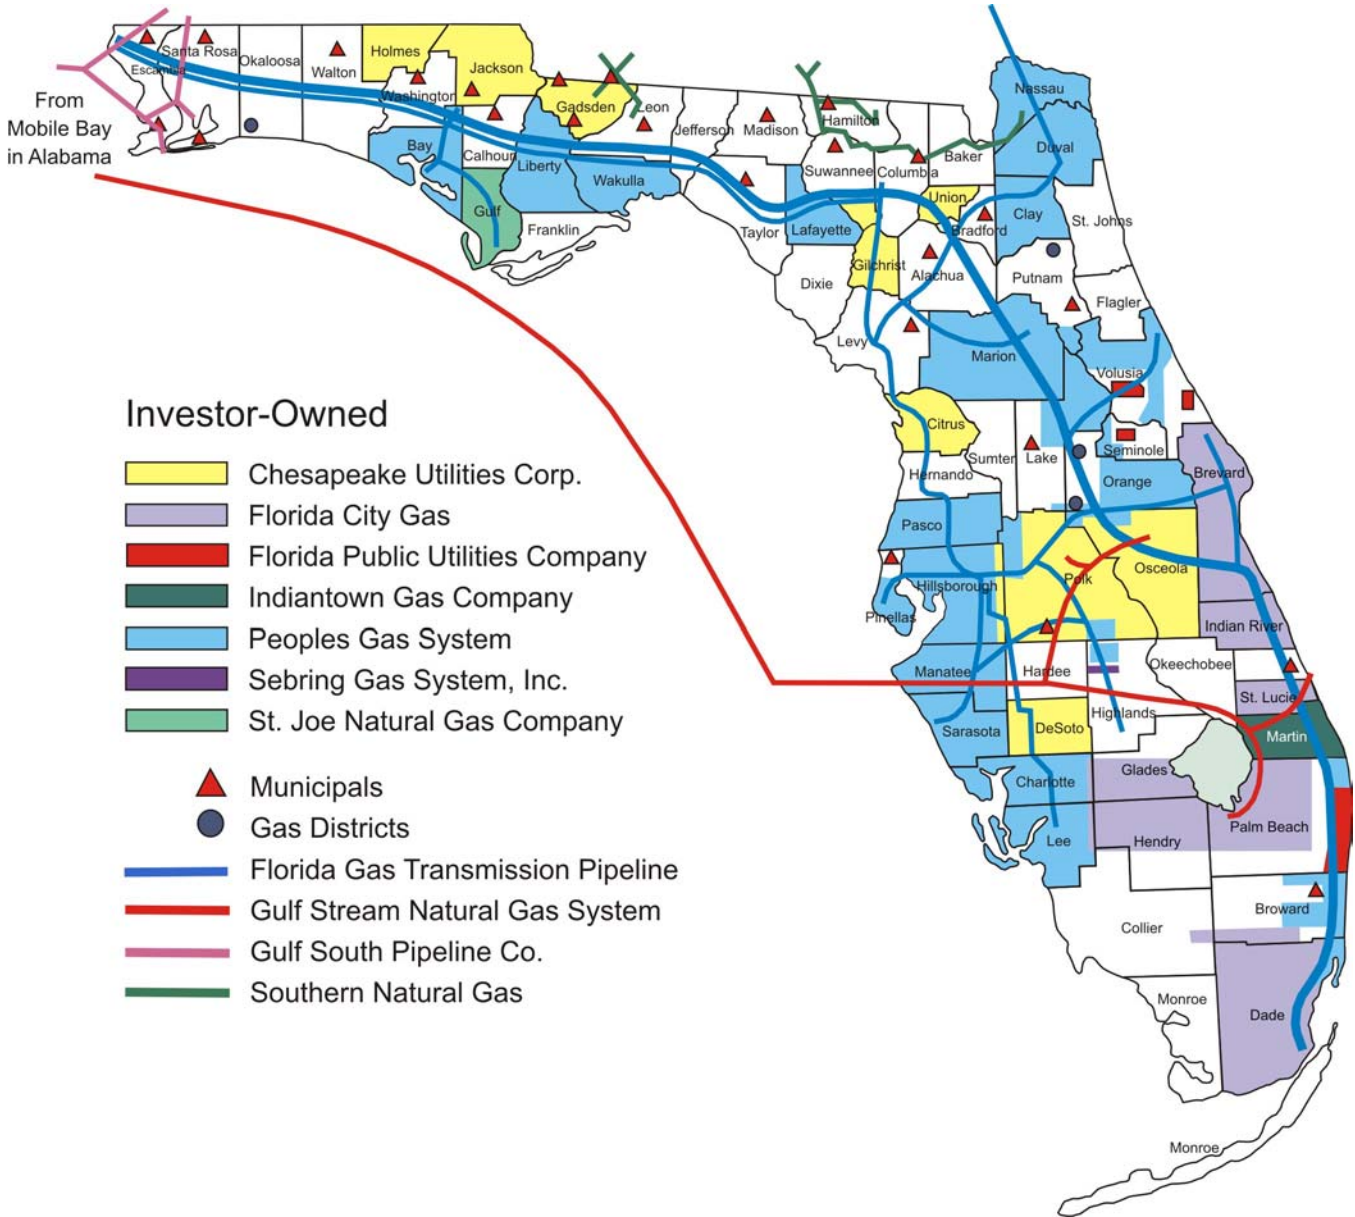 Santa Rosa
Escambia
Okaloosa
Walton
Holmes
Jackson
Washington
Gadsden
Leon
Jefferson
Madison
Hamilton
Nassau
From
Mobile Bay
in Alabama
Bay
Calhoun
Liberty
Wakulla
Suwannee
Columbia
Baker
Duval
Gulf
Franklin
Taylor
Lafayette
Union
Bradford
Clay
St. Johns
Dixie
Gilchrist
Alachua
Putnam
Flagler
Levy
Marion
Volusia
Citrus
Hernando
Sumter
Lake
Seminole
Orange
Brevard
Pasco
Hillsborough
Pinellas
Polk
Osceola
Indian River
Manatee
Hardee
Okeechobee
St. Lucie
Highlands
Sarasota
DeSoto
Martin
Charlotte
Glades
Lee
Hendry
Palm Beach
Broward
Collier
Monroe
Dade
Monroe
Investor-Owned
Chesapeake Utilities Corp.
Florida City Gas
Florida Public Utilities Company
Indiantown Gas Company
Peoples Gas System
Sebring Gas System, Inc.
St. Joe Natural Gas Company
Municipals
Gas Districts
Florida Gas Transmission Pipeline
Gulf Stream Natural Gas System
Gulf South Pipeline Co.
Southern Natural Gas